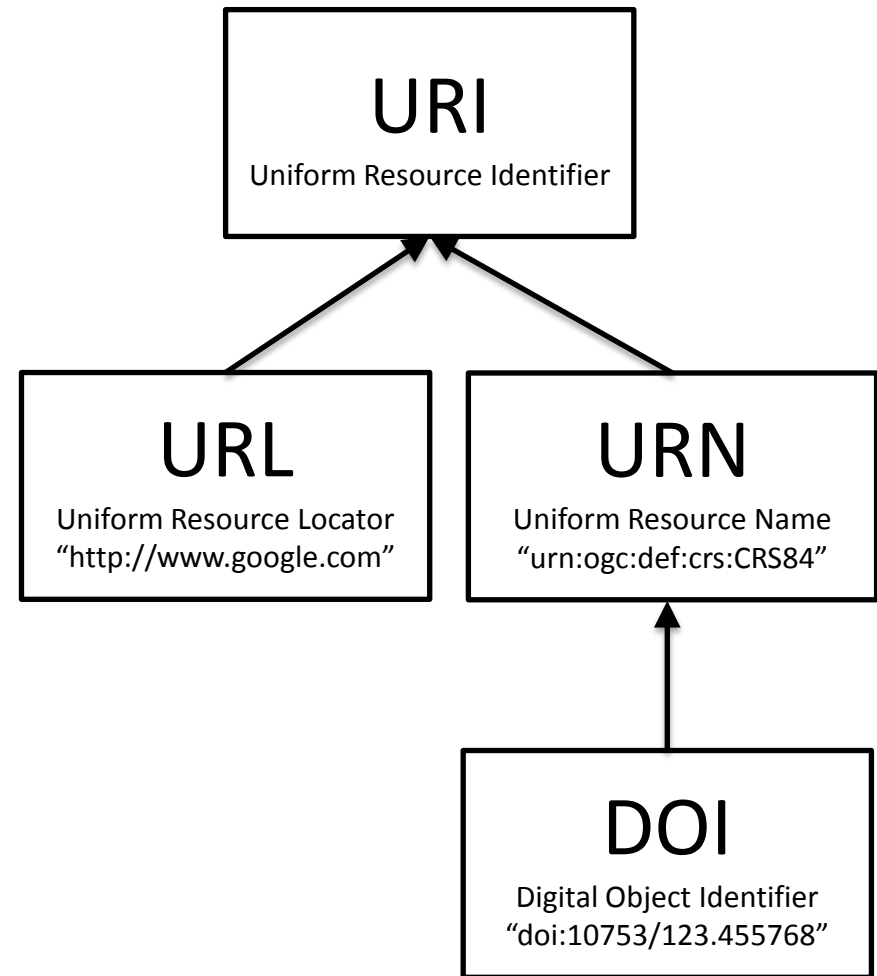 URI
Uniform Resource Identifier
URL
Uniform Resource Locator
“http://www.google.com”
URN
Uniform Resource Name
“urn:ogc:def:crs:CRS84”
DOI
Digital Object Identifier
“doi:10753/123.455768”